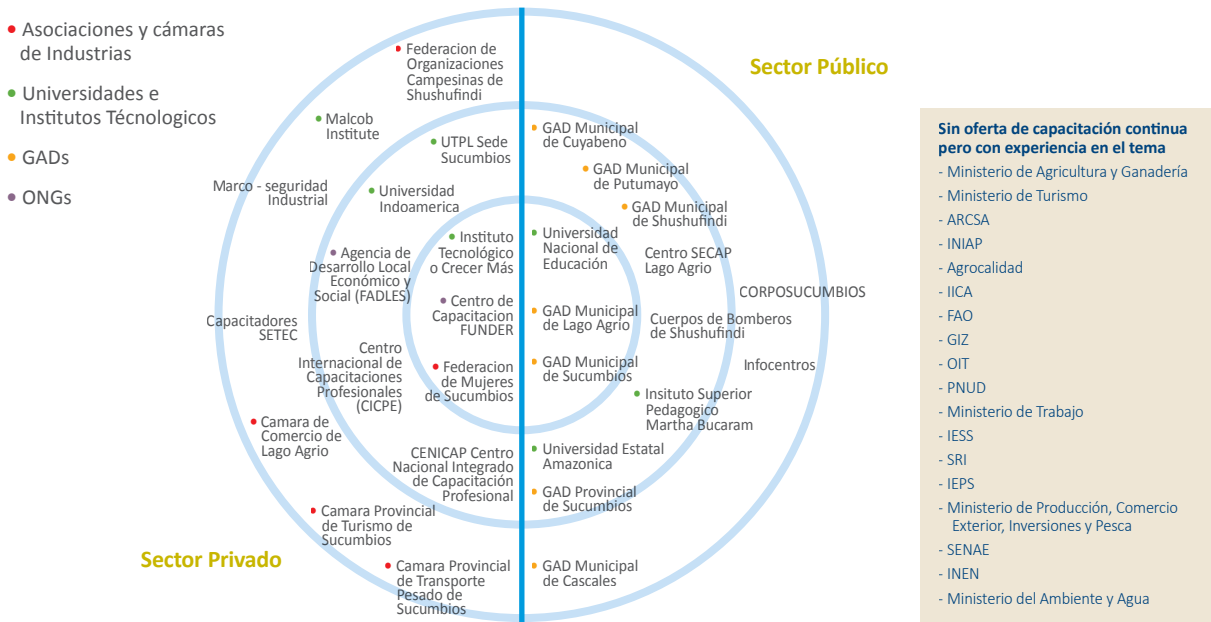 Asociaciones y cámaras
de Industrias
Universidades e
Institutos Técnologicos
GADs
ONGs
Federacion de
Organizaciones
Campesinas de
Shushufindi
Malcob
Institute
UTPL Sede
Sucumbios
Marco - seguridad
Industrial
Universidad
Indoamerica
Instituto
Tecnológico
o Crecer Más
Agencia de
Desarrollo Local
Económico y
Social (FADLES)
Centro de
Capacitacion
FUNDER
Capacitadores
SETEC
Centro
Internacional de
Capacitaciones
Profesionales
(CICPE)
Federacion
de Mujeres
de Sucumbios
Camara de
Comercio de
Lago Agrio
CENICAP Centro
Nacional Integrado
de Capacitación
Profesional
Camara Provincial
de Turismo de
Sucumbios
Sector Privado
Camara Provincial
de Transporte
Pesado de
Sucumbios
Sector Público
GAD Municipal
de Cuyabeno
GAD Municipal
de Putumayo
GAD Municipal
de Shushufindi
Universidad
Nacional de
Educación
Centro SECAP
Lago Agrio
CORPOSUCUMBIOS
GAD Municipal
de Lago Agrio
Cuerpos de Bomberos
de Shushufindi
GAD Municipal
de Sucumbios
Infocentros
Insituto Superior
Pedagogico
Martha Bucaram
Universidad Estatal
Amazonica
GAD Provincial
de Sucumbios
GAD Municipal
de Cascales
Sin oferta de capacitación continua
pero con experiencia en el tema
- Ministerio de Agricultura y Ganadería
- Ministerio de Turismo
- ARCSA
- INIAP
- Agrocalidad
- IICA
- FAO
- GIZ
- OIT
- PNUD
- Ministerio de Trabajo
- IESS
- SRI
- IEPS
- Ministerio de Producción, Comercio
Exterior, Inversiones y Pesca
- SENAE
- INEN
- Ministerio del Ambiente y Agua